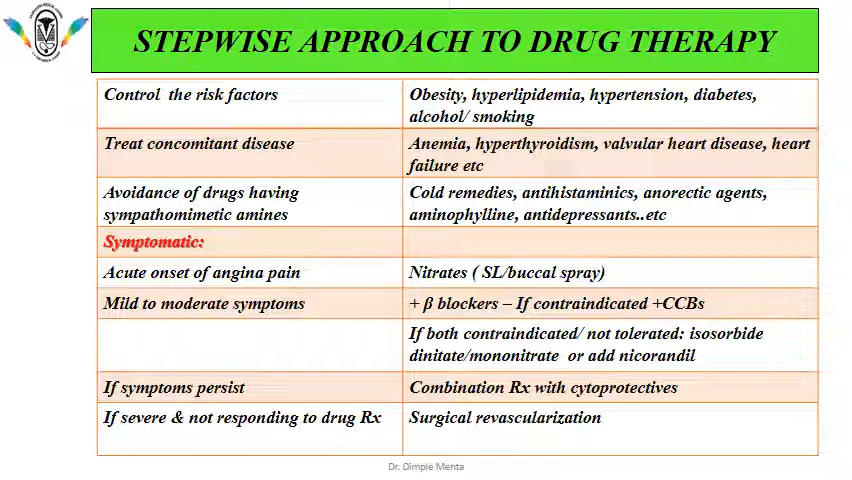 STEPWISE APPROACH TO DRUG THERAPY
Control the risk factors
Obesity, hyperlipidemia, hypertension, diabetes,
alcohol/ smoking
Treat concomitant disease
Anemia, hyperthyroidism, valvular heart disease, heart
failure etc
Avoidance of drugs having
sympathomimetic amines
Cold remedies, antihistaminics, anorectic agents,
aminophylline, antidepressants..etc
Symptomatic:
Acute onset of angina pain
Nitrates ( SL/buccal spray)
Mild to moderate symptoms
+ β blockers – If contraindicated +CCBs
If both contraindicated/ not tolerated: isosorbide
dinitate/mononitrate or add nicorandil
If symptoms persist
Combination Rx with cytoprotectives
If severe & not responding to drug Rx
Surgical revascularization
Dr. Dimple Mehta